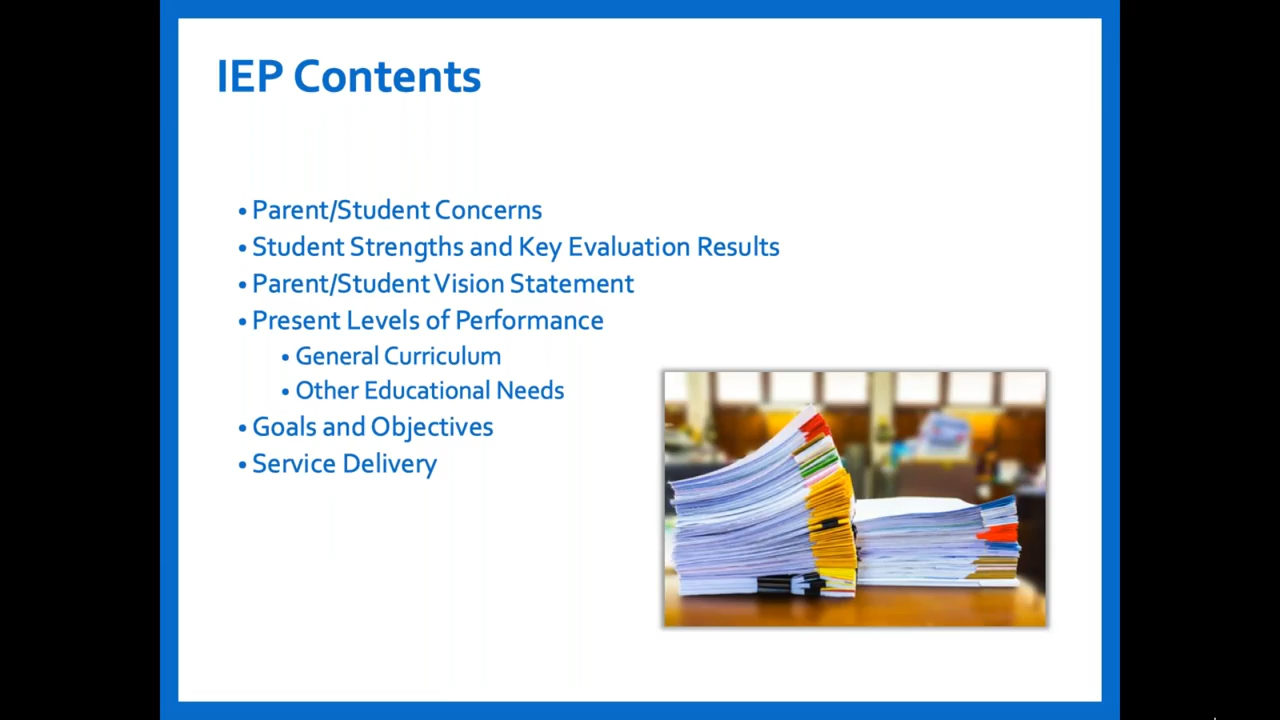 IEP Contents
• Parent/Student Concerns
• Student Strengths and Key Evaluation Results
• Parent/Student Vision Statement
• Present Levels of Performance
• General Curriculum
• Other Educational Needs
• Goals and Objectives
• Service Delivery